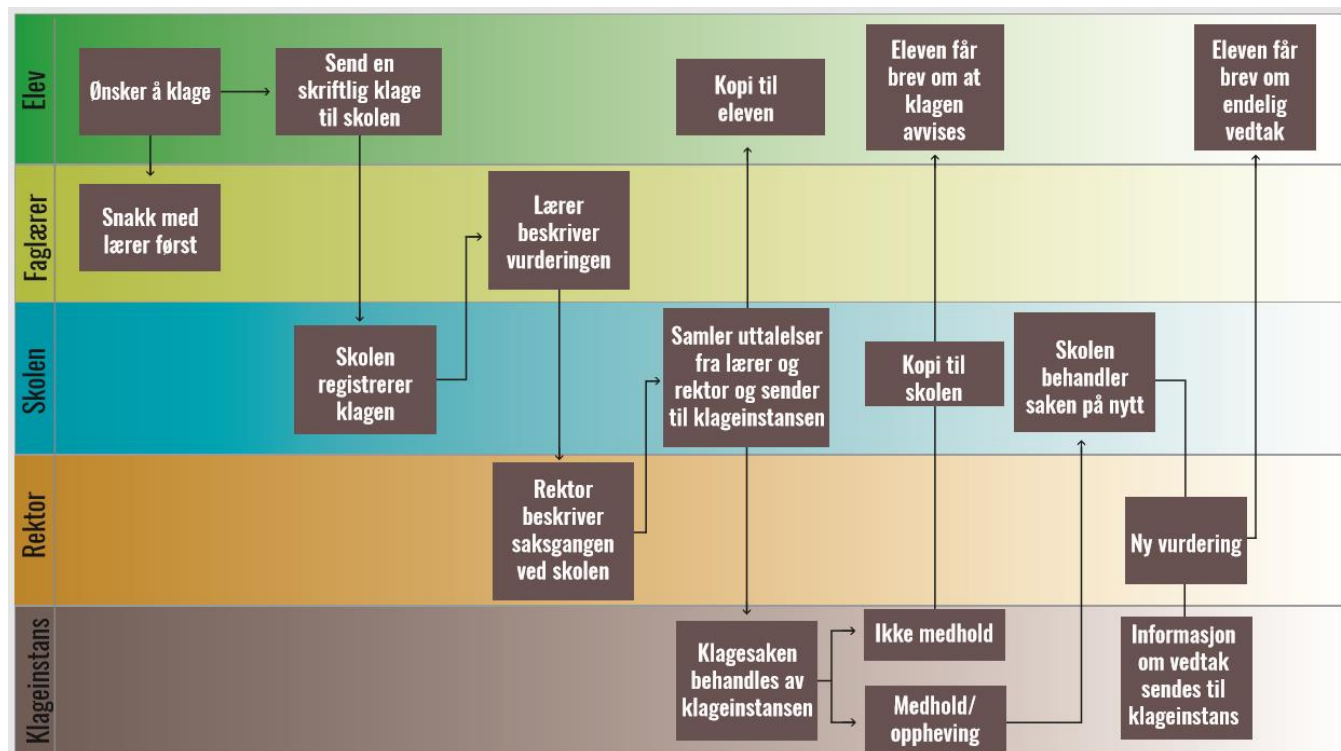 Elev
Ønsker å klage
Send en
skriftlig klage
til skolen
Kopi til
eleven
Eleven får
brev om at
klagen
avvises
Eleven får
brev om
endelig
vedtak
Faglærer
Snakk med
lærer først
Lærer
beskriver
vurderingen
Skolen
Skolen
registrerer
klagen
Samler uttalelser
fra lærer og
rektor og sender
til klageinstansen
Kopi til
skolen
Skolen
behandler
saken på nytt
Rektor
Rektor
beskriver
saksgangen
ved skolen
Ny vurdering
Klageinstans
Klagesaken
behandles av
klageinstansen
Ikke medhold
Medhold/
oppheving
Informasjon
om vedtak
sendes til
klageinstans